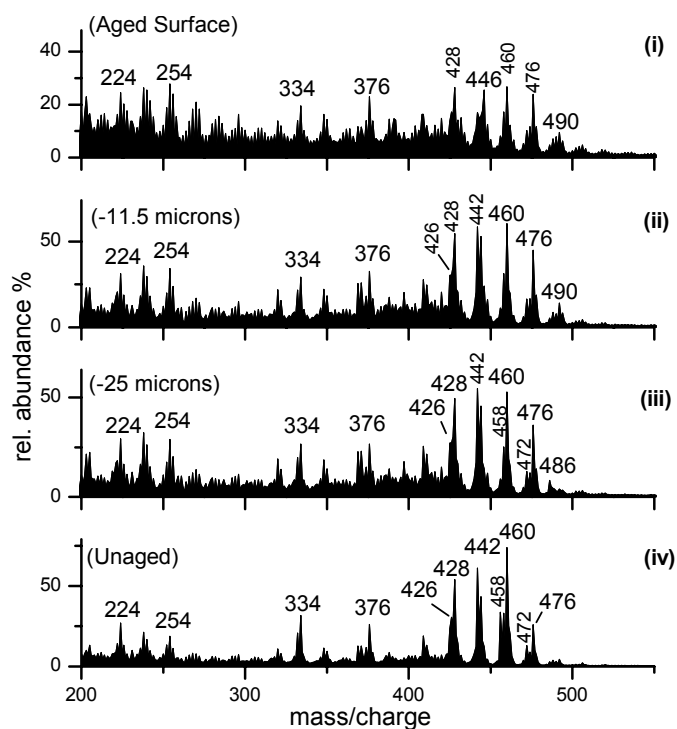 (Aged Surface) (i)
40
20
0
224 254 334 376 428 446 460 476 490
(-11.5 microns) (ii)
50
0
224 254 334 376 426 428 442 460 476 490
(-25 microns) (iii)
50
0
224 254 334 376 426 428 442 458 460 472 476 486
(Unaged) (iv)
50
0
224 254 334 376 426 428 442 458 460 472 476
rel. abundance %
200 300 400 500
mass/charge